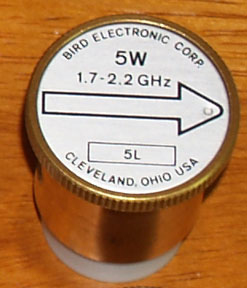 BIRD ELECTRONIC CORP.
5W
1.7-2.2 GHz
5L
CLEVELAND, OHIO USA